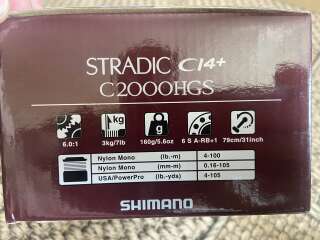 STRADIC CI4+
C2000HGS
kg
g
6.0:1 3kg/7lb 160g/5.6oz 6 S A-RB+1 79cm/31inch
Nylon Mono (lb.-m) 4-100
Nylon Mono (mm-m) 0.16-105
USA/PowerPro (lb.-yds) 4-105
SHIMANO